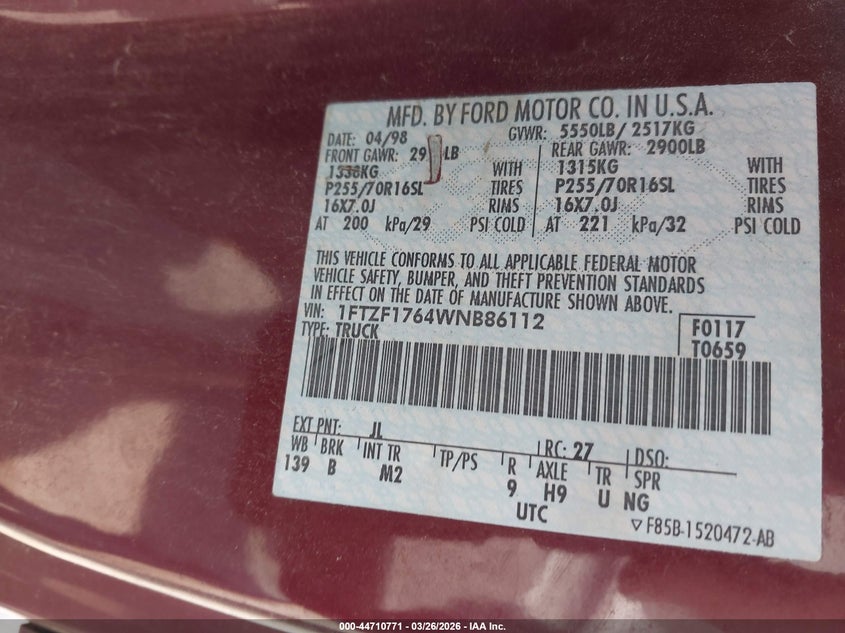 MFD. BY FORD MOTOR CO. IN U.S.A.
DATE: 04/98 GVWR: 5550LB/ 2517KG
FRONT GAWR: 29 LB REAR GAWR: 2900LB
1338KG WITH 1315KG WITH
P255/70R16SL TIRES P255/70R16SL TIRES
16X7.0J RIMS 16X7.0J RIMS
AT 200 kPa/29 PSI COLD AT 221 kPa/32 PSI COLD
THIS VEHICLE CONFORMS TO ALL APPLICABLE FEDERAL MOTOR
VEHICLE SAFETY, BUMPER, AND THEFT PREVENTION STANDARDS
IN EFFECT ON THE DATE OF MANUFACTURE SHOWN ABOVE.
VIN: 1FTZF1764WNB86112 F0117
TYPE: TRUCK T0659
EXT PNT: JL RC: 27 DSO:
WB BRK INT TR TP/PS R AXLE TR SPR
139 B M2 9 H9 U NG
UTC
F85B-1520472-AB
000-44710771 - 03/26/2026 - IAA Inc.